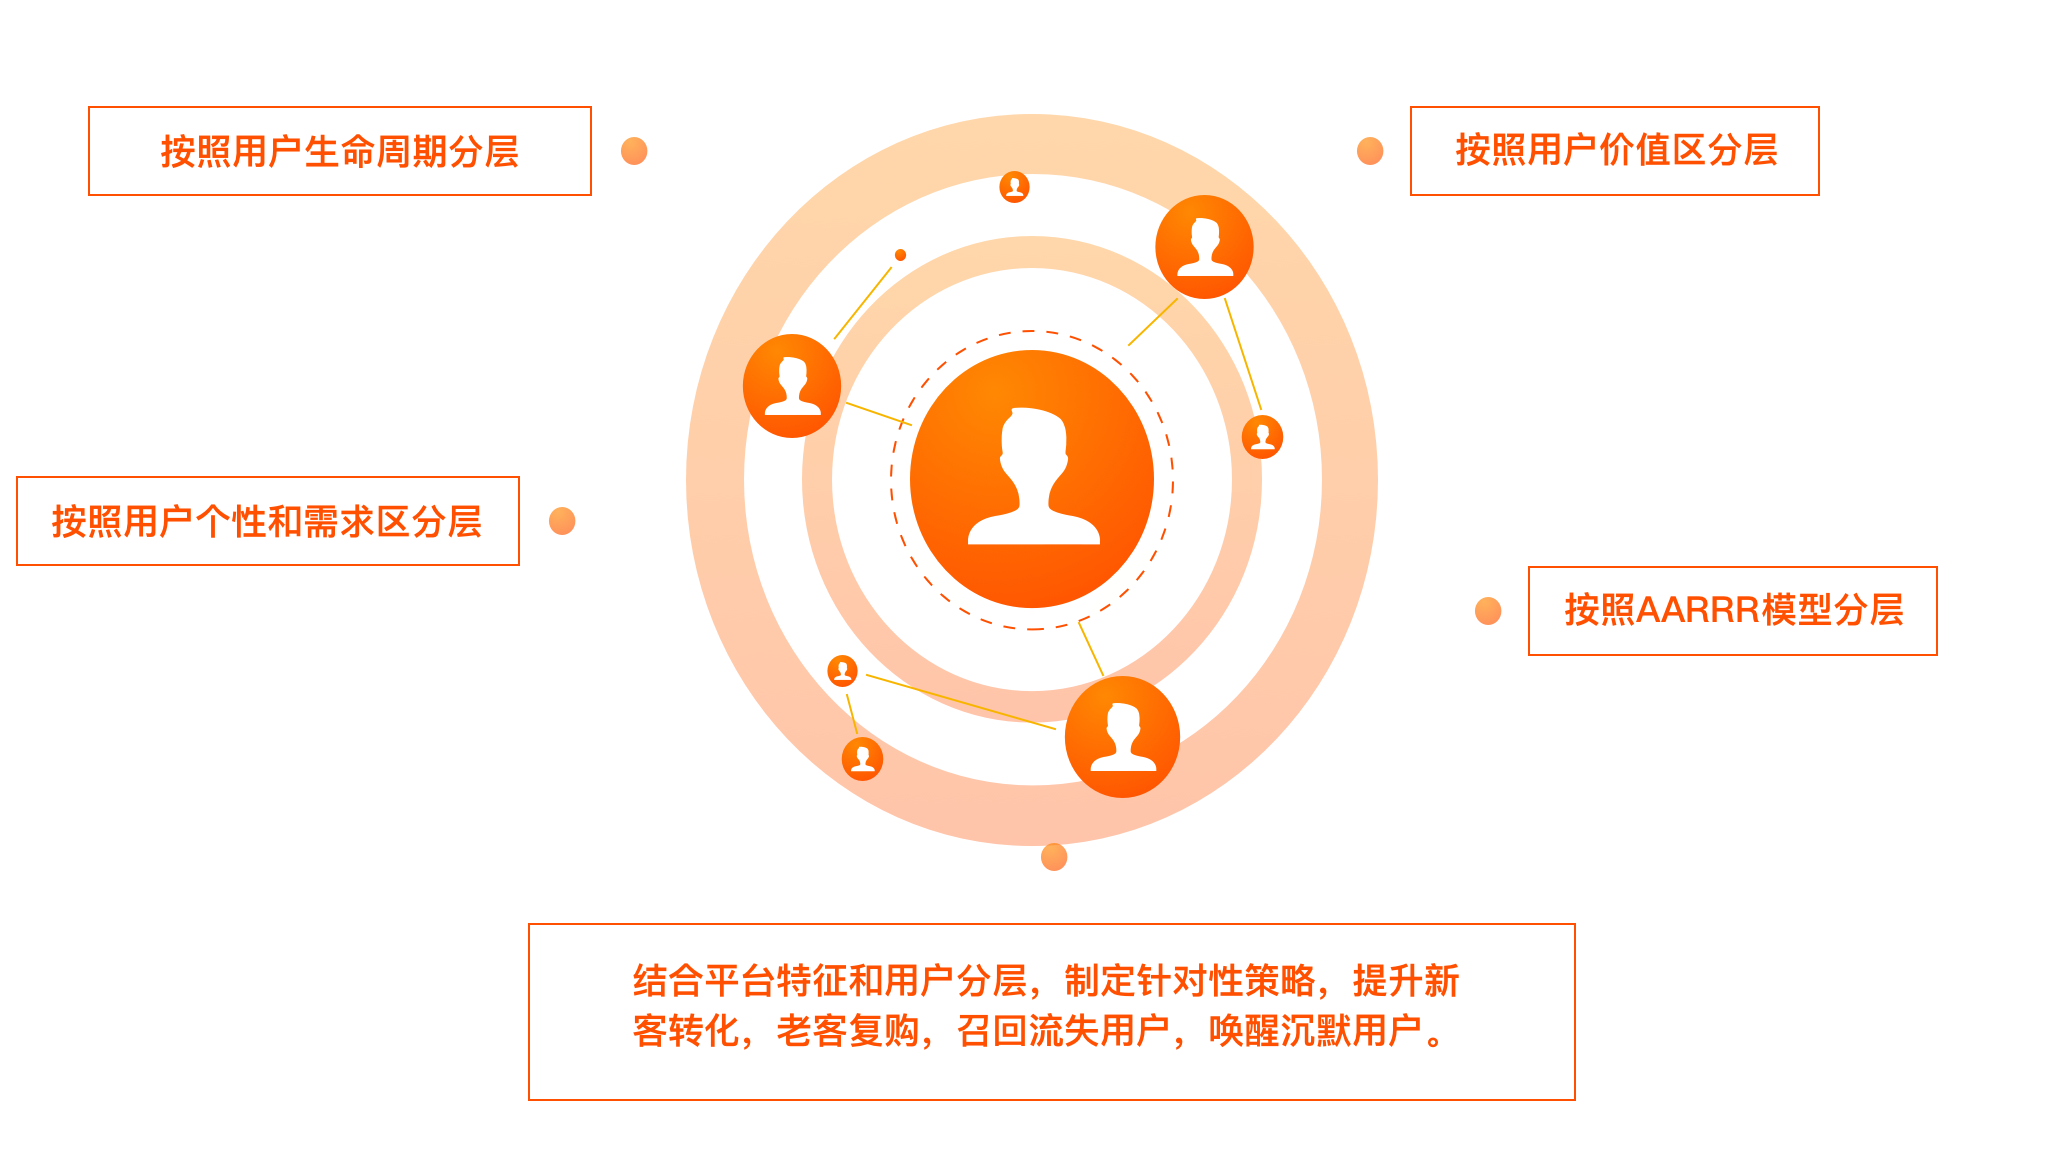 按照用户生命周期分层
按照用户价值区分层
按照用户个性和需求区分层
按照AARRR模型分层
结合平台特征和用户分层，制定针对性策略，提升新
客转化，老客复购，召回流失用户，唤醒沉默用户。